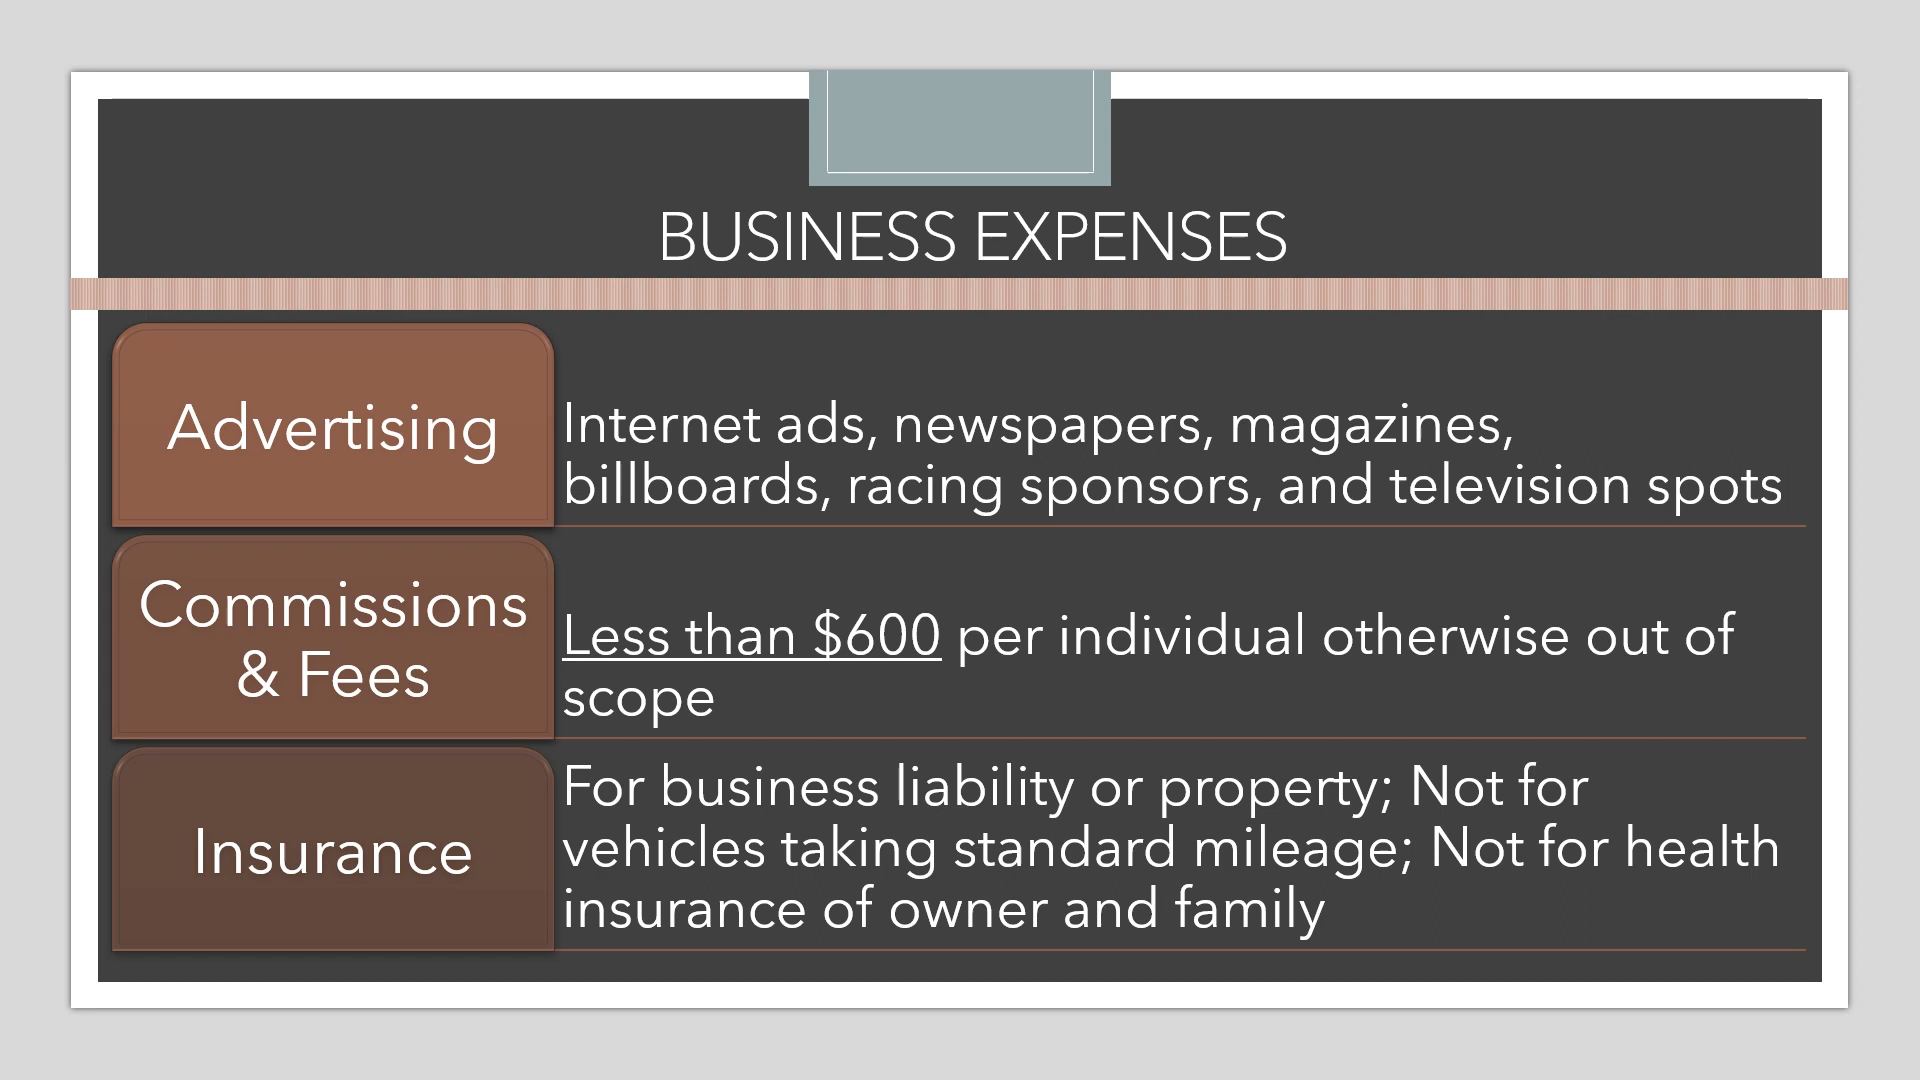 BUSINESS EXPENSES
Advertising
Internet ads, newspapers, magazines,
billboards, racing sponsors, and television spots
Commissions
& Fees
Less than $600 per individual otherwise out of
scope
Insurance
For business liability or property; Not for
vehicles taking standard mileage; Not for health
insurance of owner and family